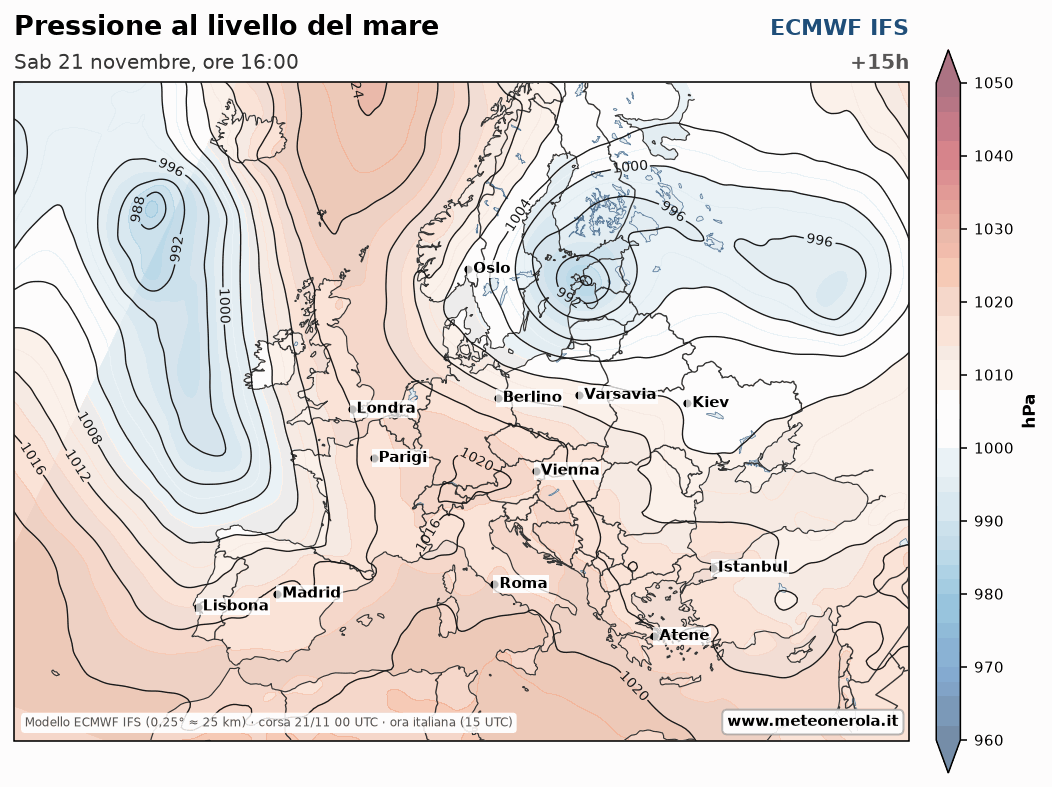 Pressione al livello del mare
ECMWF IFS
Sab 21 novembre, ore 16:00
+15h
24
996
988
992
1000
1004
1000
996
996
992
Oslo
1008
1012
1016
Londra
Berlino
Varsavia
Kiev
Parigi
1020
Vienna
1016
Istanbul
Roma
Madrid
Lisbona
Atene
1020
Modello ECMWF IFS (0,25° ≈ 25 km) · corsa 21/11 00 UTC · ora italiana (15 UTC)
www.meteonerola.it
1050
1040
1030
1020
1010
1000
990
980
970
960
hPa